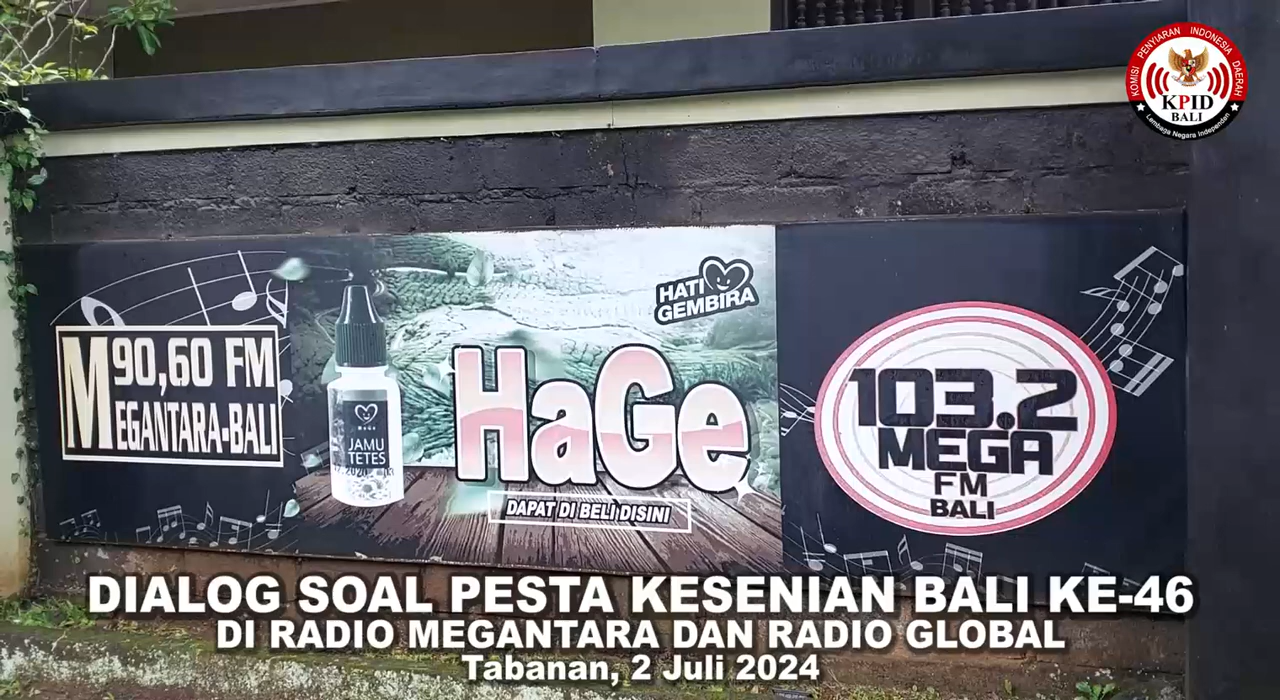 KOMISI PENYIARAN INDONESIA DAERAH
KPID
BALI
Lembaga Negara Independen
90,60 FM
MEGANTARA-BALI
HATI
GEMBIRA
HaGe
DAPAT DI BELI DISINI
HaGe
JAMU
TETES
103.2
MEGA
FM
BALI
DIALOG SOAL PESTA KESENIAN BALI KE-46
DI RADIO MEGANTARA DAN RADIO GLOBAL
Tabanan, 2 Juli 2024